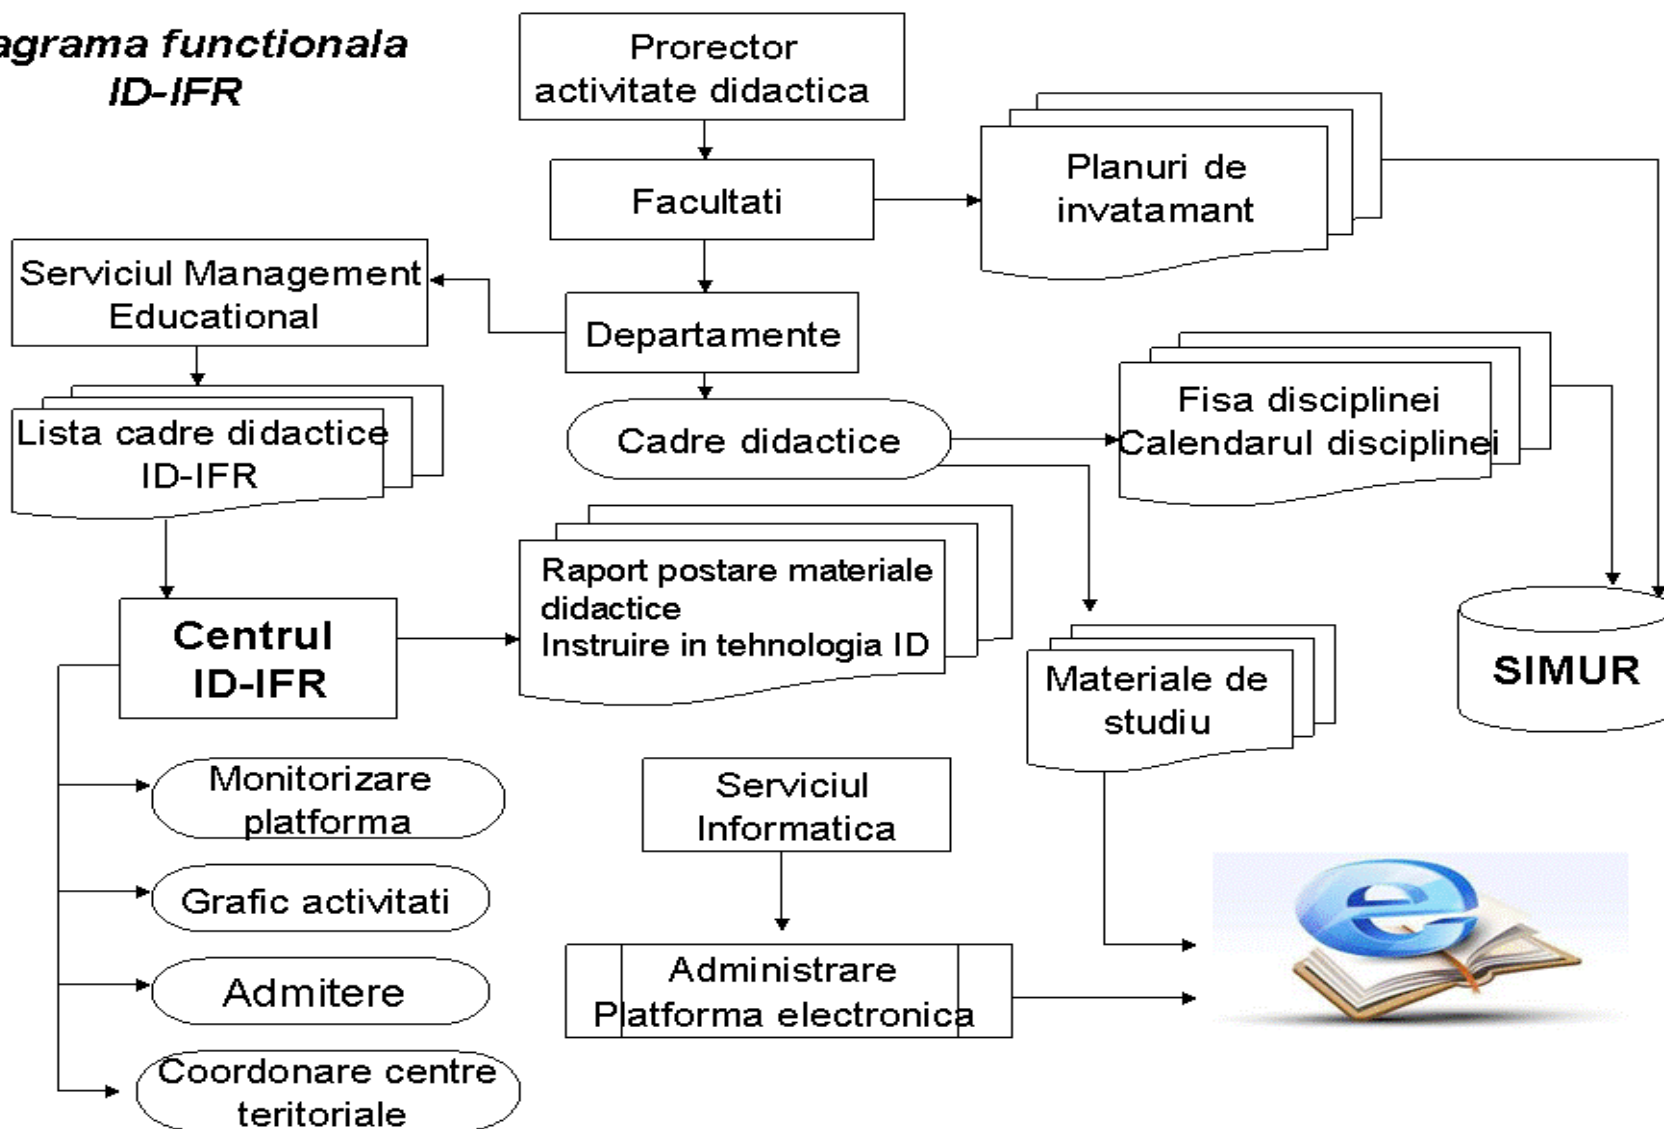 agrama functionala
ID-IFR
Prorector
activitate didactica
Facultati
Planuri de
invatamant
Serviciul Management
Educational
Departamente
Lista cadre didactice
ID-IFR
Cadre didactice
Fisa disciplinei
Calendarul disciplinei
Raport postare materiale
didactice
Instruire in tehnologia ID
Centrul
ID-IFR
Materiale de
studiu
SIMUR
Monitorizare
platforma
Serviciul
Informatica
Grafic activitati
Administrare
Platforma electronica
Admitere
Coordonare centre
teritoriale